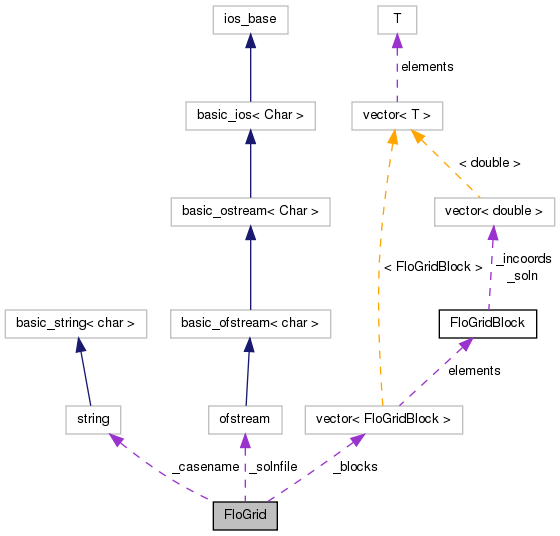 ios_base
T
elements
basic_ios< Char >
vector< T >
< double >
basic_ostream< Char >
vector< double >
< FloGridBlock >
_incoords
_soln
basic_string< char >
basic_ofstream< char >
FloGridBlock
elements
string
ofstream
vector< FloGridBlock >
_casename
_solnfile
_blocks
FloGrid